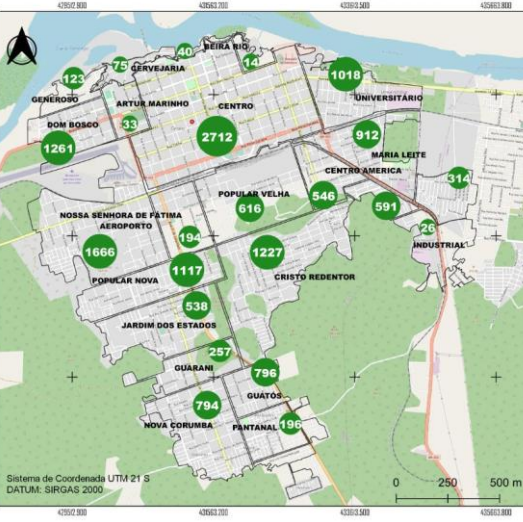 40
BEIRA RIO
75
14
CERVEJARIA
123
1018
GENEROSO
ARTUR MARINHO
CENTRO
UNIVERSITÁRIO
DOM BOSCO
33
2712
912
1261
MARIA LEITE
CENTRO AMERICA
314
POPULAR VELHA
546
616
591
NOSSA SENHORA DE FÁTIMA
AEROPORTO
26
194
INDUSTRIAL
1666
1227
1117
POPULAR NOVA
CRISTO REDENTOR
538
JARDIM DOS ESTADOS
257
GUARANI
796
GUATÓS
794
NOVA CORUMBÁ
PANTANAL
196
Sistema de Coordenada UTM 21 S
DATUM: SIRGAS 2000
0 250 500 m